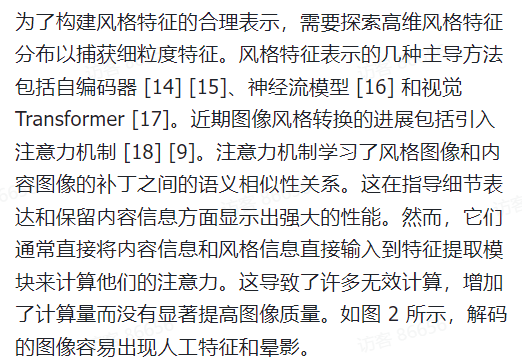 为了构建风格特征的合理表示，需要探索高维风格特征
分布以捕获细粒度特征。风格特征表示的几种主导方法
包括自编码器 [14] [15]、神经流模型 [16] 和视觉
Transformer [17]。近期图像风格转换的进展包括引入
注意力机制 [18] [9]。注意力机制学习了风格图像和内
容图像的补丁之间的语义相似性关系。这在指导细节表
达和保留内容信息方面显示出强大的性能。然而，它们
通常直接将内容信息和风格信息直接输入到特征提取模
块来计算他们的注意力。这导致了许多无效计算，增加
了计算量而没有显著提高图像质量。如图 2 所示，解码
的图像容易出现人工特征和晕影。